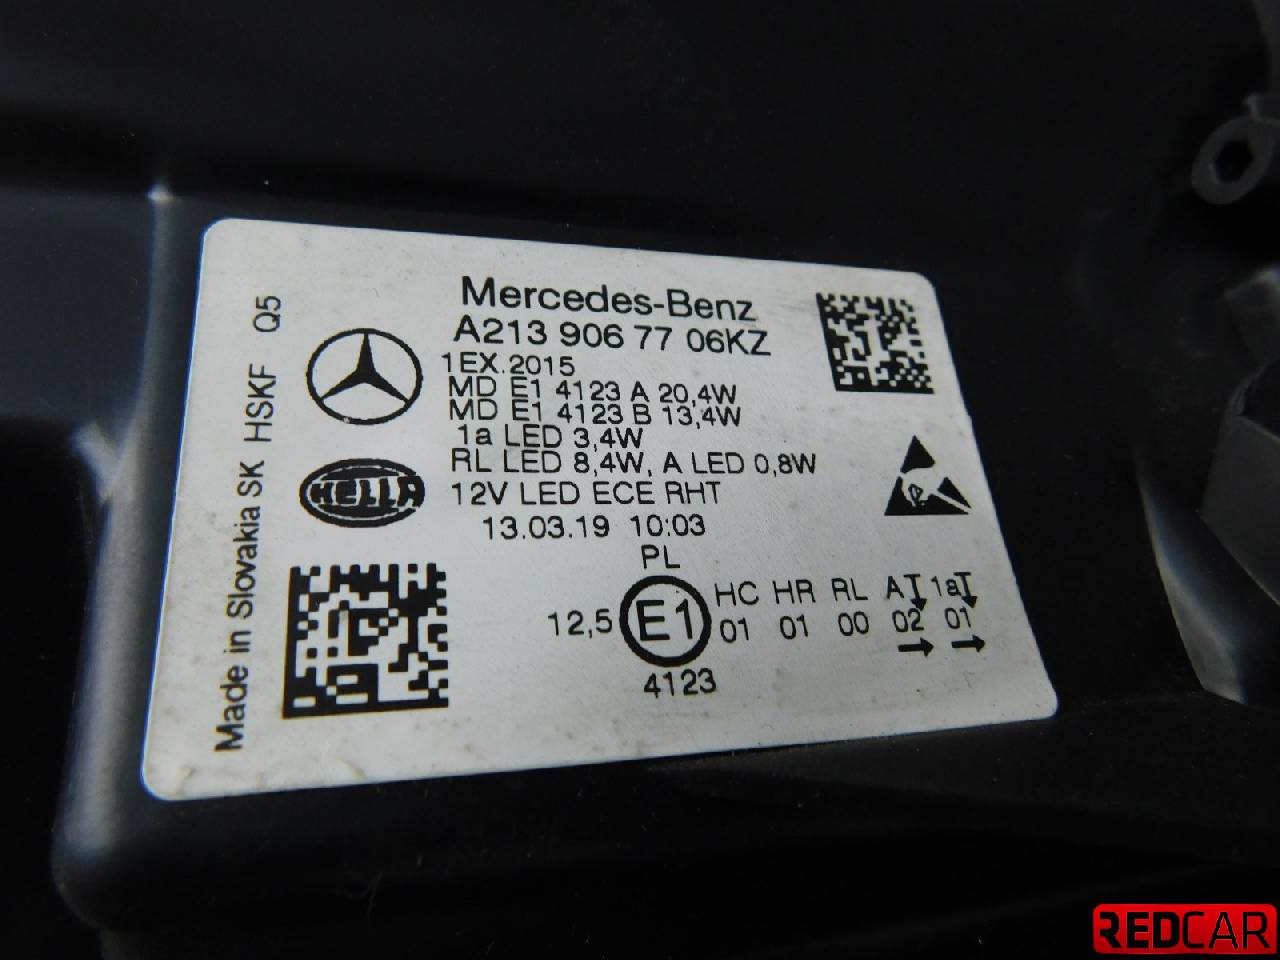 Mercedes-Benz
A213 906 77 06KZ
1EX.2015
MD E1 4123 A 20,4W
MD E1 4123 B 13,4W
1a LED 3,4W
RL LED 8,4W, A LED 0,8W
12V LED ECE RHT
13.03.19 10:03
PL
12,5 E1 HC HR RL A 1a
01 01 00 02 01
4123
HELLA
Made in Slovakia SK HSKF Q5
REDCAR